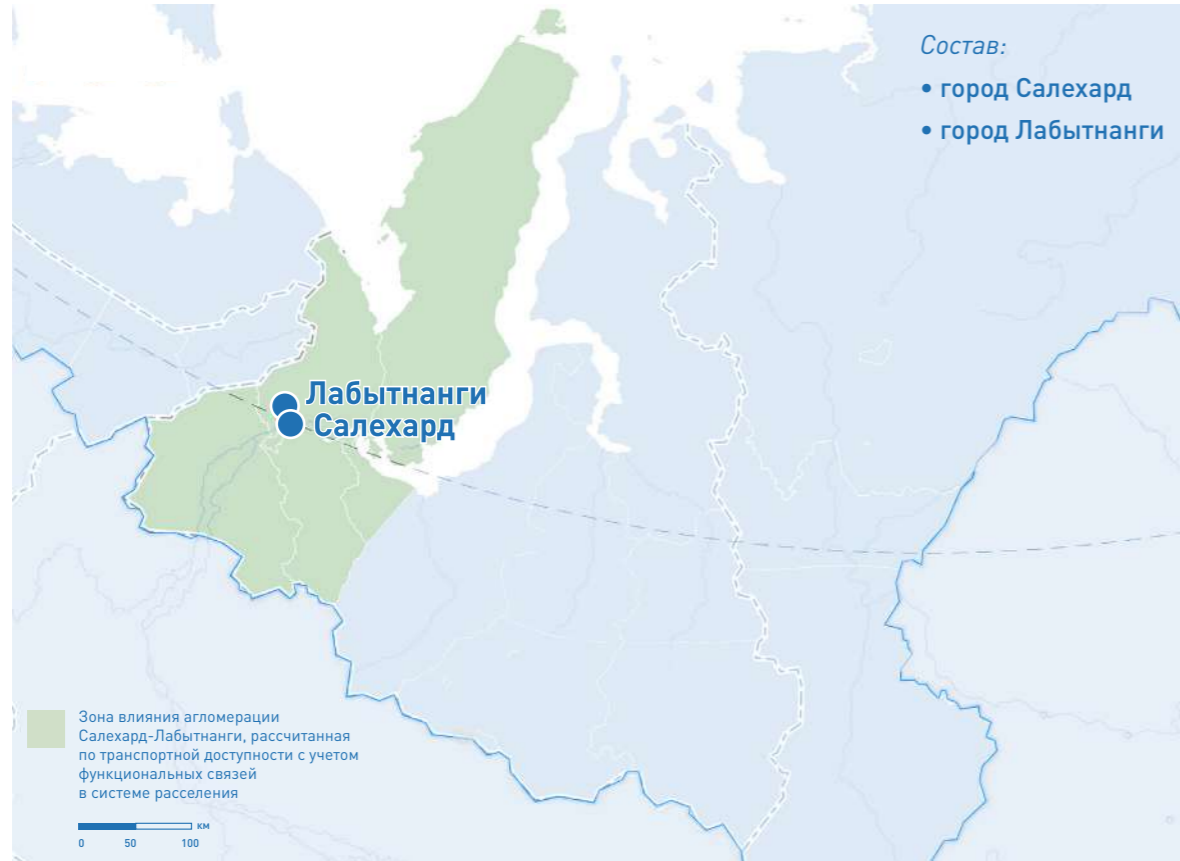 Состав:
• город Салехард
• город Лабытнанги
Лабытнанги
Салехард
Зона влияния агломерации
Салехард-Лабытнанги, рассчитанная
по транспортной доступности с учетом
функциональных связей
в системе расселения
км
0 50 100